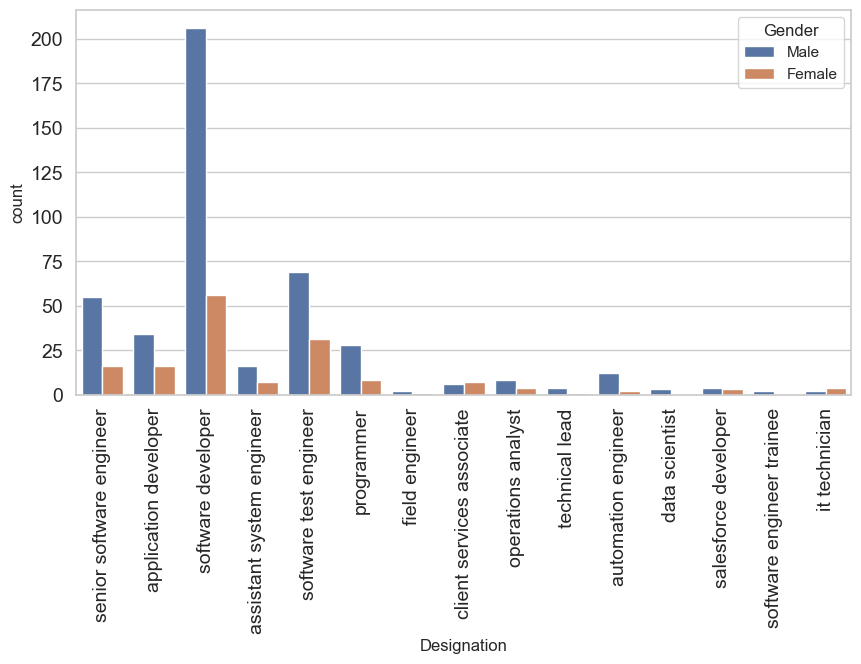 Gender
Male
Female
200
175
150
125
100
75
50
25
0
count
senior software engineer
application developer
software developer
assistant system engineer
software test engineer
programmer
field engineer
client services associate
operations analyst
technical lead
automation engineer
data scientist
salesforce developer
software engineer trainee
it technician
Designation